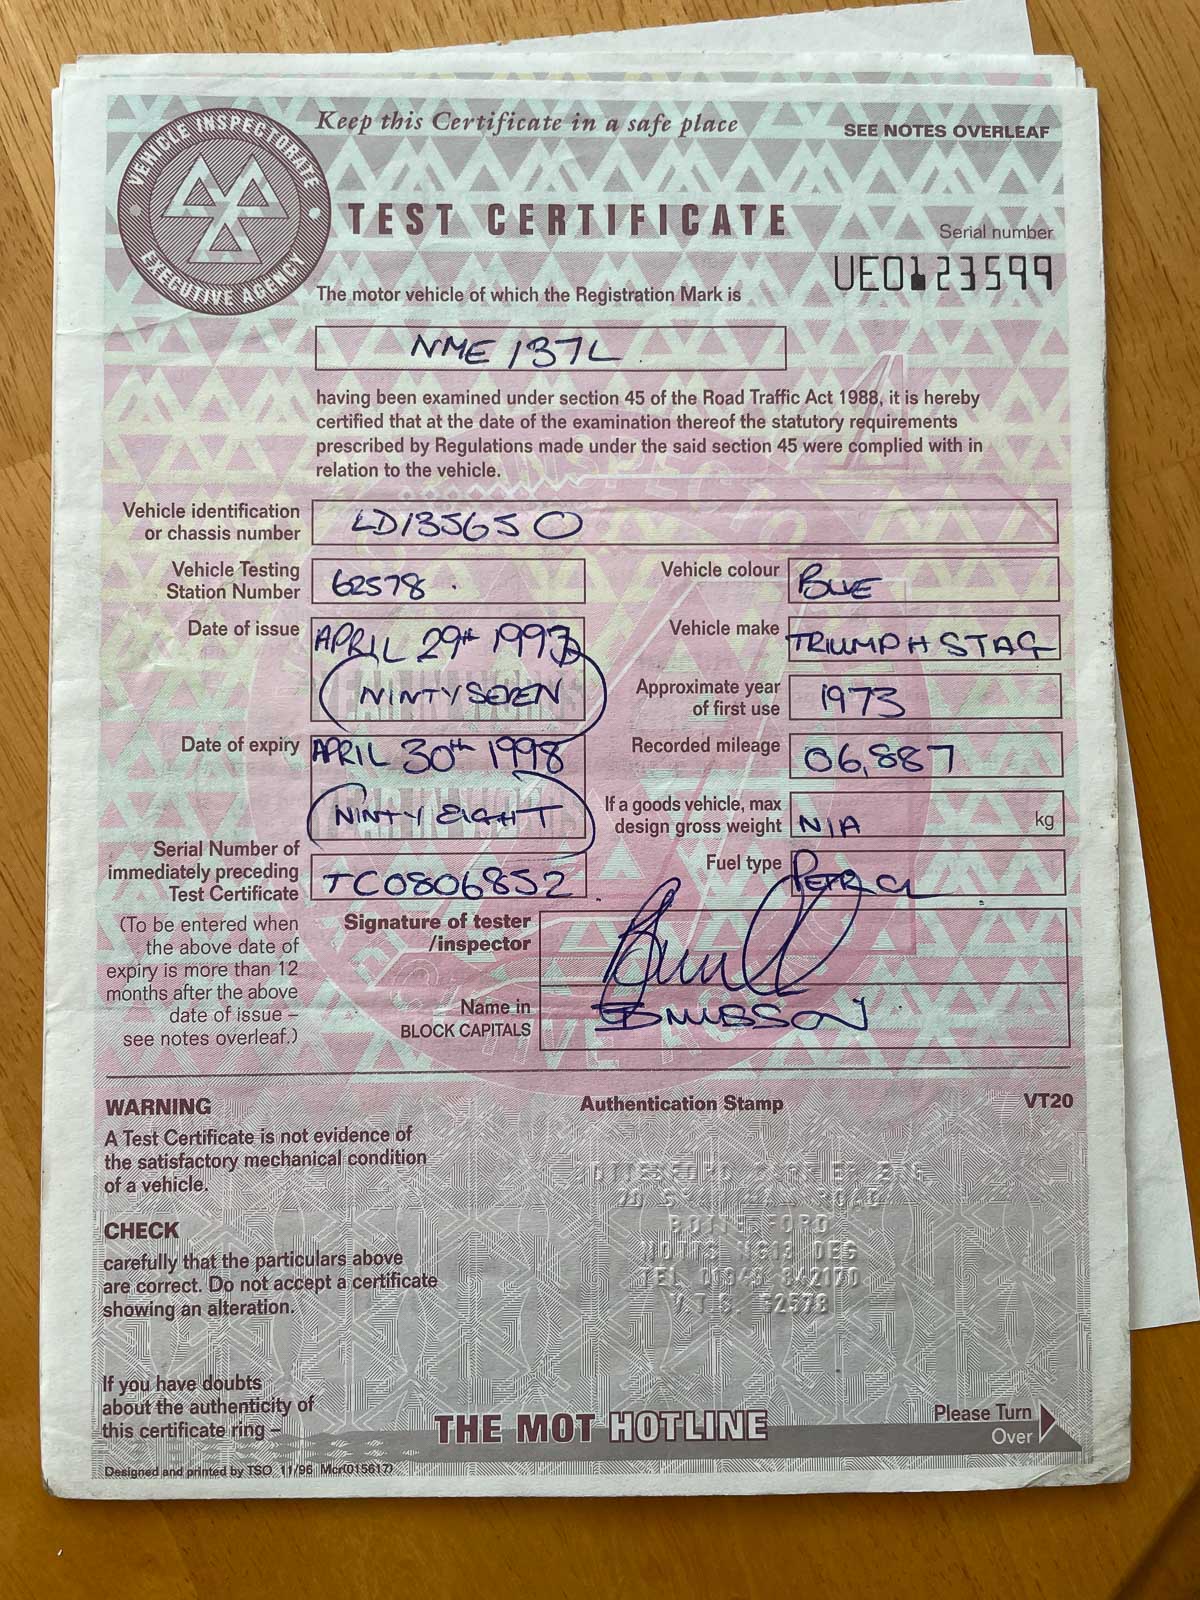 VEHICLE INSPECTORATE
EXECUTIVE AGENCY
Keep this Certificate in a safe place
SEE NOTES OVERLEAF
TEST CERTIFICATE
Serial number
UE0123599
The motor vehicle of which the Registration Mark is
NME 137L
having been examined under section 45 of the Road Traffic Act 1988, it is hereby
certified that at the date of the examination thereof the statutory requirements
prescribed by Regulations made under the said section 45 were complied with in
relation to the vehicle.
Vehicle identification
or chassis number
LD135650
Vehicle Testing
Station Number
62578
Vehicle colour
BLUE
Date of issue
APRIL 29th 1997
NINTY SEVEN
Vehicle make
TRIUMPH STAG
Approximate year
of first use
1973
Date of expiry
APRIL 30th 1998
NINTY EIGHT
Recorded mileage
06,887
If a goods vehicle, max
design gross weight
N/A
kg
Serial Number of
immediately preceding
Test Certificate
TC0806852
Fuel type
PETROL
(To be entered when
the above date of
expiry is more than 12
months after the above
date of issue –
see notes overleaf.)
Signature of tester
/inspector
Name in
BLOCK CAPITALS
WARNING
A Test Certificate is not evidence of
the satisfactory mechanical condition
of a vehicle.
Authentication Stamp
VT20
ROAD
NOTTS NG13 0EG
TEL 01949 842170
V.T.S. 62578
CHECK
carefully that the particulars above
are correct. Do not accept a certificate
showing an alteration.
If you have doubts
about the authenticity of
this certificate ring –
THE MOT HOTLINE
Please Turn
Over
Designed and printed by TSO 11/96 Mcr(015617)